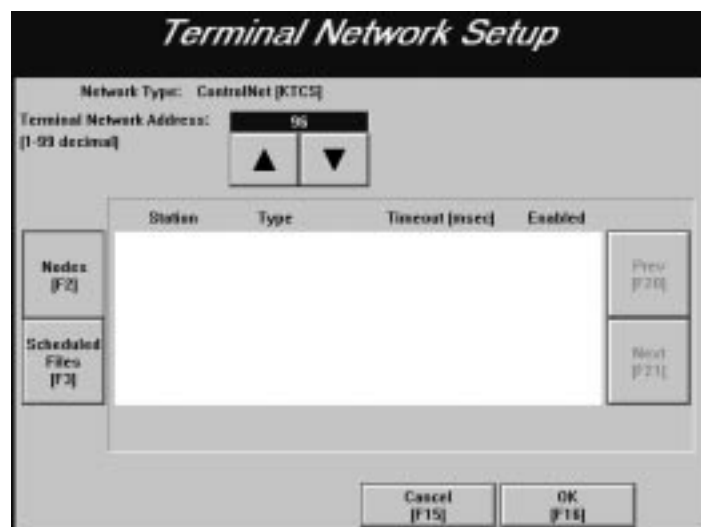 Terminal Network Setup
Network Type: ControlNet [KTCS]
Terminal Network Address:
[1-99 decimal]
96
▲ ▼
Station Type Timeout [msec] Enabled
Nodes
[F2]
Prev
[F20]
Scheduled
Files
[F3]
Next
[F21]
Cancel
[F15]
OK
[F16]